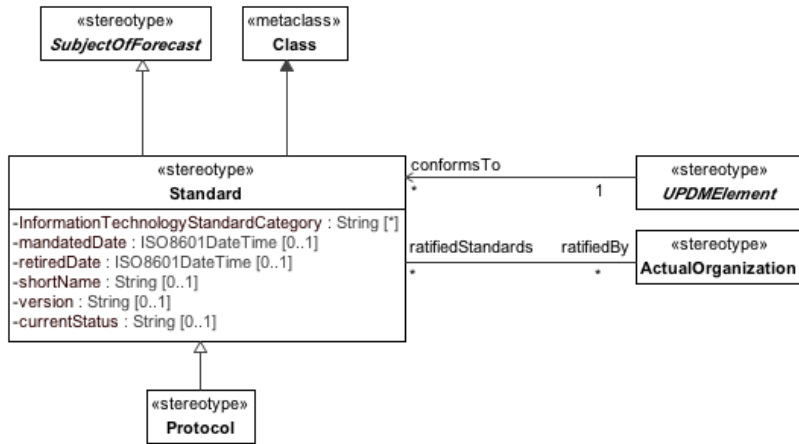 «stereotype»
SubjectOfForecast
«metaclass»
Class
«stereotype»
Standard
-InformationTechnologyStandardCategory : String [*]
-mandatedDate : ISO8601DateTime [0..1]
-retiredDate : ISO8601DateTime [0..1]
-shortName : String [0..1]
-version : String [0..1]
-currentStatus : String [0..1]
conformsTo
*
1
«stereotype»
UPDMElement
ratifiedStandards
*
ratifiedBy
*
«stereotype»
ActualOrganization
«stereotype»
Protocol